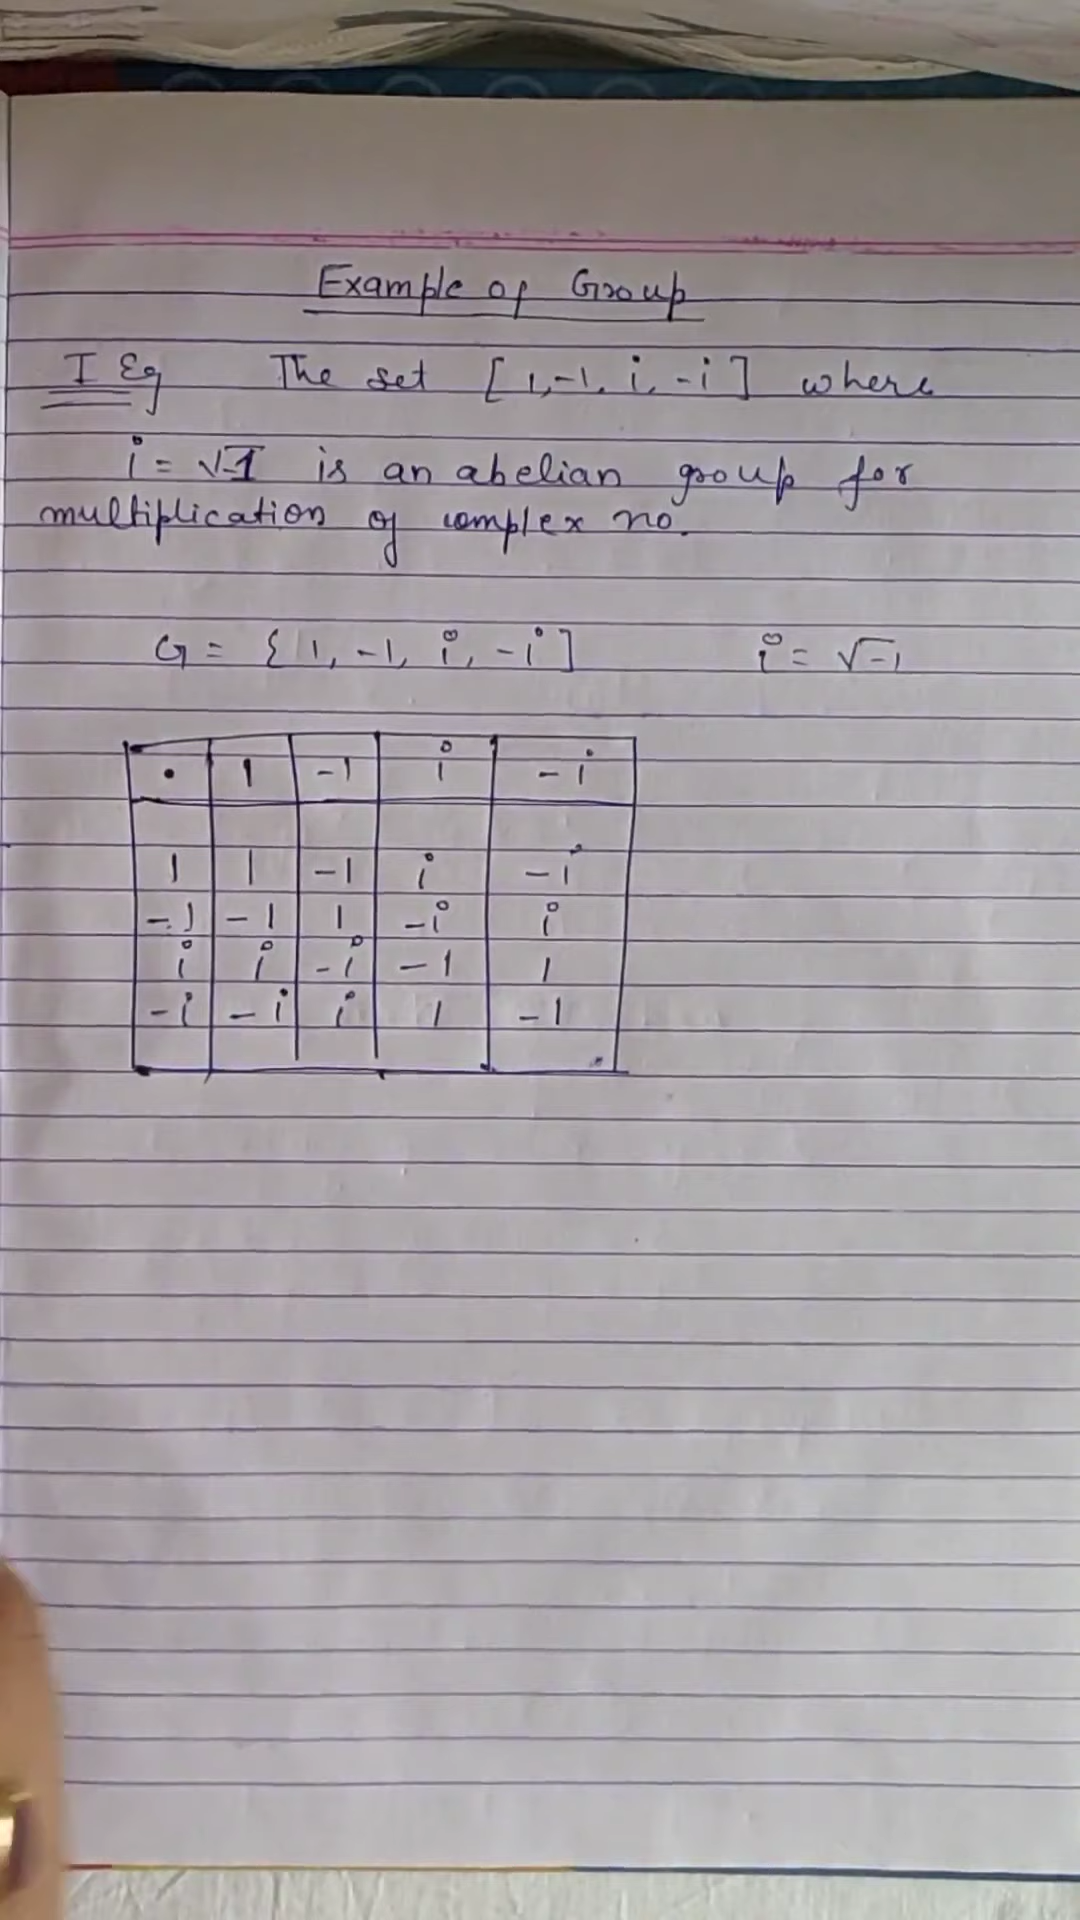 Example of Group
I Eg The set [1,-1, i, -i] where
i = √-1 is an abelian group for
multiplication of complex no.
G = {1, -1, i, -i] i = √-1
• 1 -1 i -i
1 1 -1 i -i
-1 -1 1 -i i
i i -i -1 1
-i -i i 1 -1